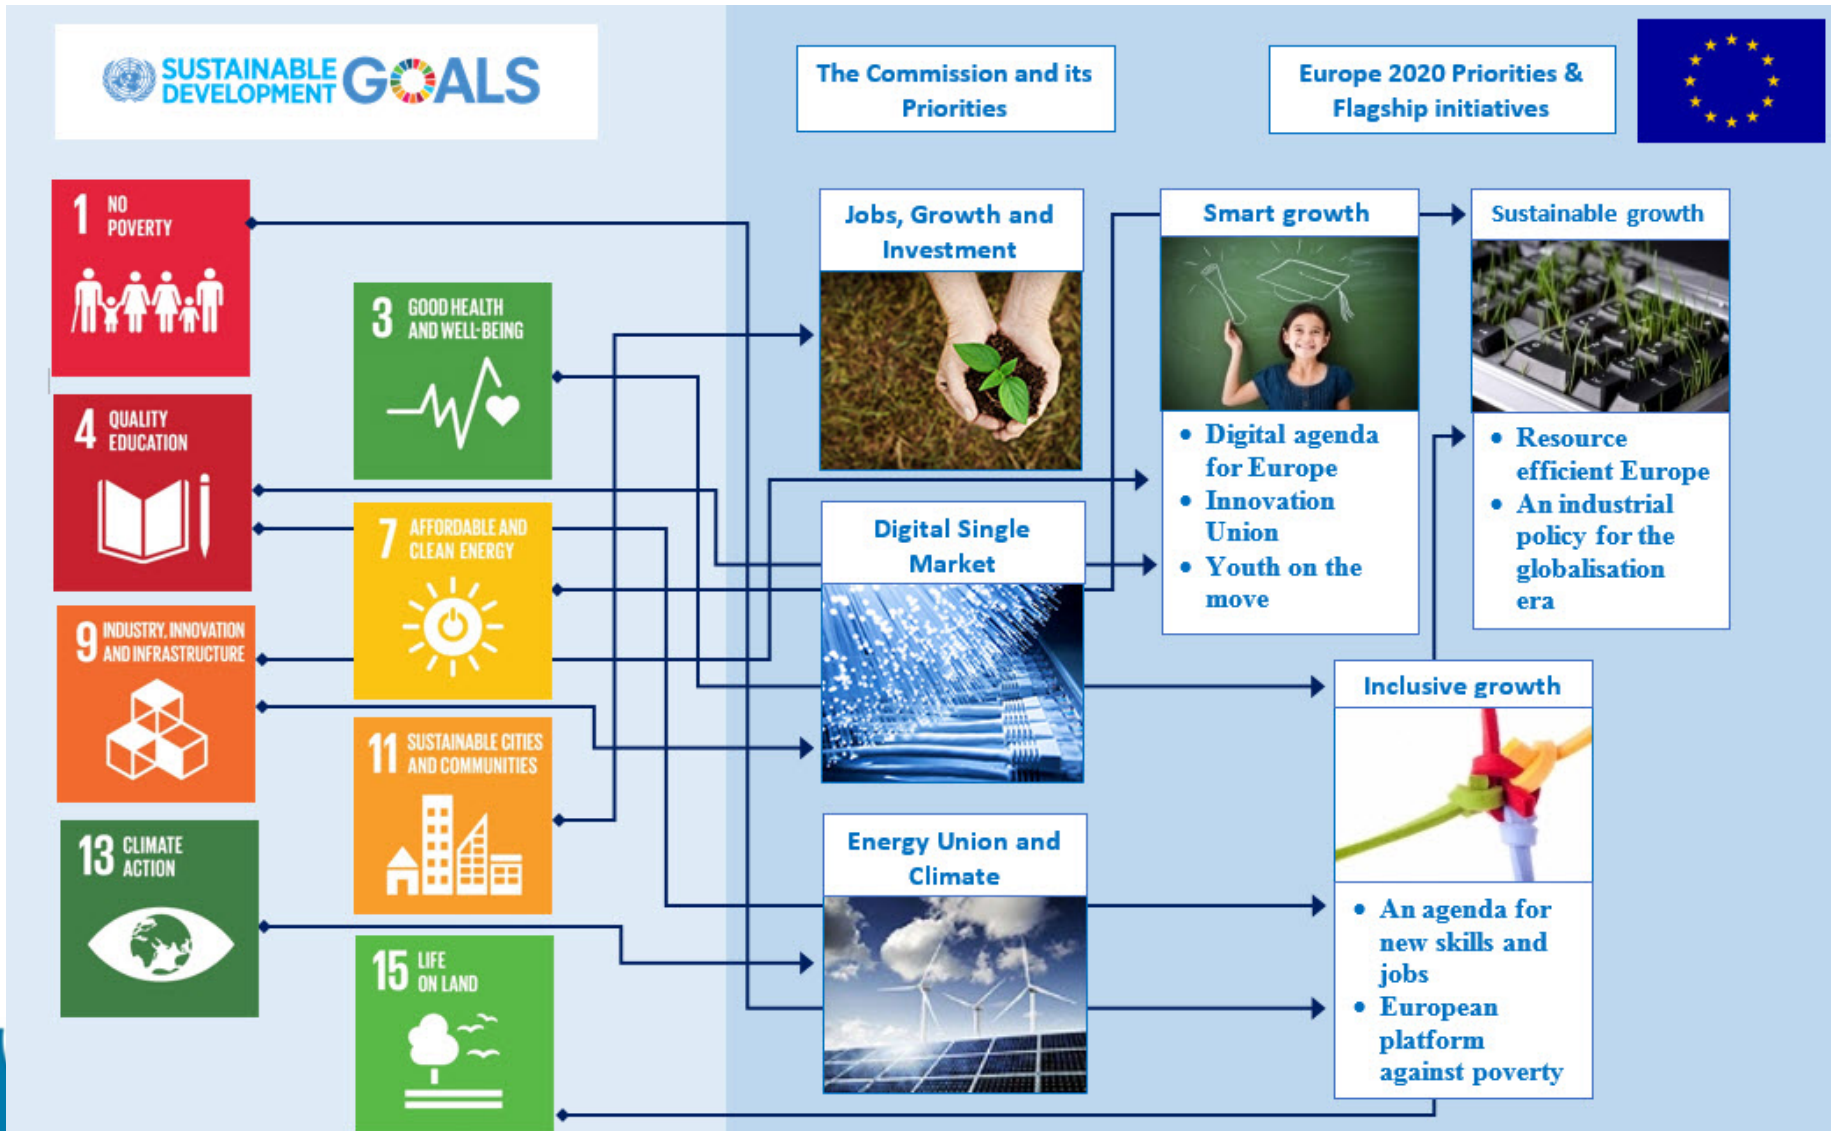 SUSTAINABLE
DEVELOPMENT
GOALS
The Commission and its
Priorities
Europe 2020 Priorities &
Flagship initiatives
1 NO
POVERTY
3 GOOD HEALTH
AND WELL-BEING
4 QUALITY
EDUCATION
7 AFFORDABLE AND
CLEAN ENERGY
9 INDUSTRY, INNOVATION
AND INFRASTRUCTURE
11 SUSTAINABLE CITIES
AND COMMUNITIES
13 CLIMATE
ACTION
15 LIFE
ON LAND
Jobs, Growth and
Investment
Digital Single
Market
Energy Union and
Climate
Smart growth
• Digital agenda
for Europe
• Innovation
Union
• Youth on the
move
Sustainable growth
• Resource
efficient Europe
• An industrial
policy for the
globalisation
era
Inclusive growth
• An agenda for
new skills and
jobs
• European
platform
against poverty